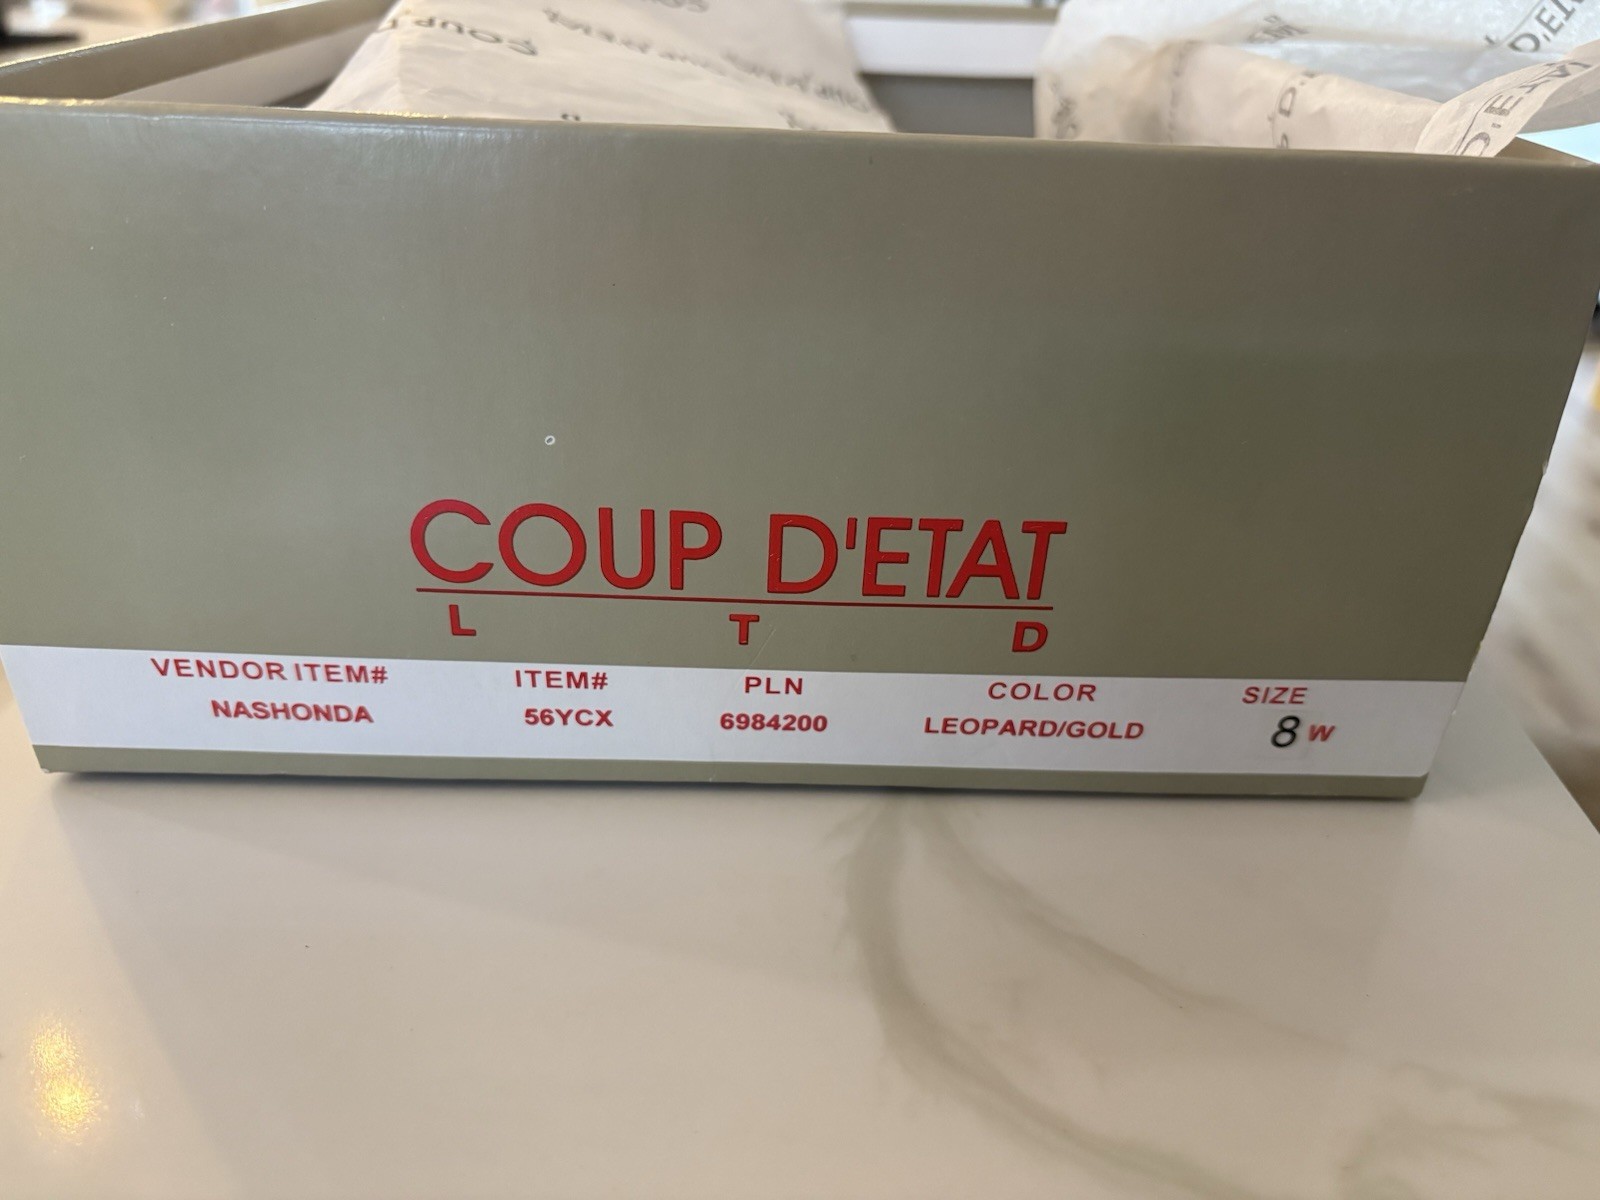 COUP D'ETAT
L T D
VENDOR ITEM# ITEM# PLN COLOR SIZE
NASHONDA 56YCX 6984200 LEOPARD/GOLD 8 W